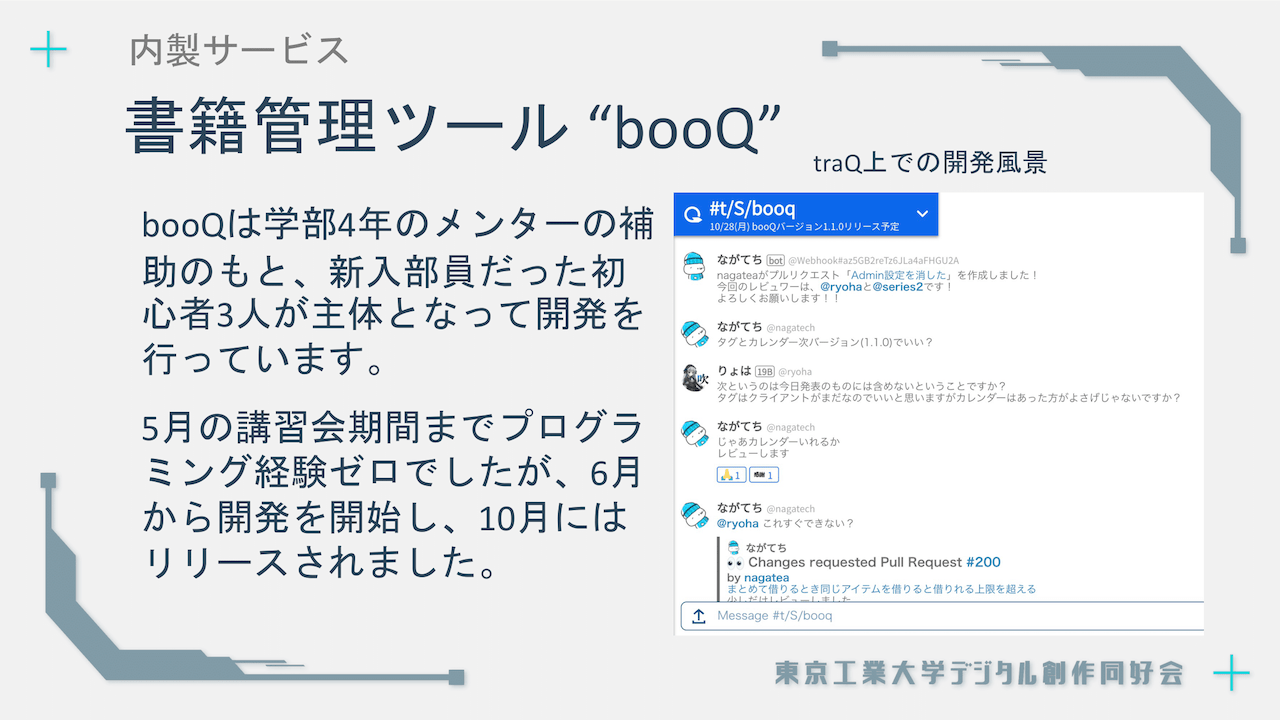 内製サービス
書籍管理ツール “booQ”
booQは学部4年のメンターの補
助のもと、新入部員だった初
心者3人が主体となって開発を
行っています。
5月の講習会期間までプログラ
ミング経験ゼロでしたが、6月
から開発を開始し、10月には
リリースされました。
traQ上での開発風景
#t/S/booq
10/28(月) booQバージョン1.1.0リリース予定
ながてち bot @Webhook#az5GB2reTz6JLa4aFHGU2A
nagateaがプルリクエスト「Admin設定を消した」を作成しました！
今回のレビュワーは、@ryohaと@series2です！
よろしくお願いします！！
ながてち @nagatech
タグとカレンダー次バージョン(1.1.0)でいい？
りょは 19B @ryoha
次というのは今日発表のものには含めないということですか？
タグはクライアントがまだなのでいいと思いますがカレンダーはあった方がよさげじゃないですか？
ながてち @nagatech
じゃあカレンダーいれるか
レビューします
🙏 1 感謝 1
ながてち @nagatech
@ryoha これすぐできない？
ながてち
👀 Changes requested Pull Request #200
by nagatea
まとめて借りるとき同じアイテムを借りると借りれる上限を超える
少しだけレビューしました
Message #t/S/booq
東京工業大学デジタル創作同好会